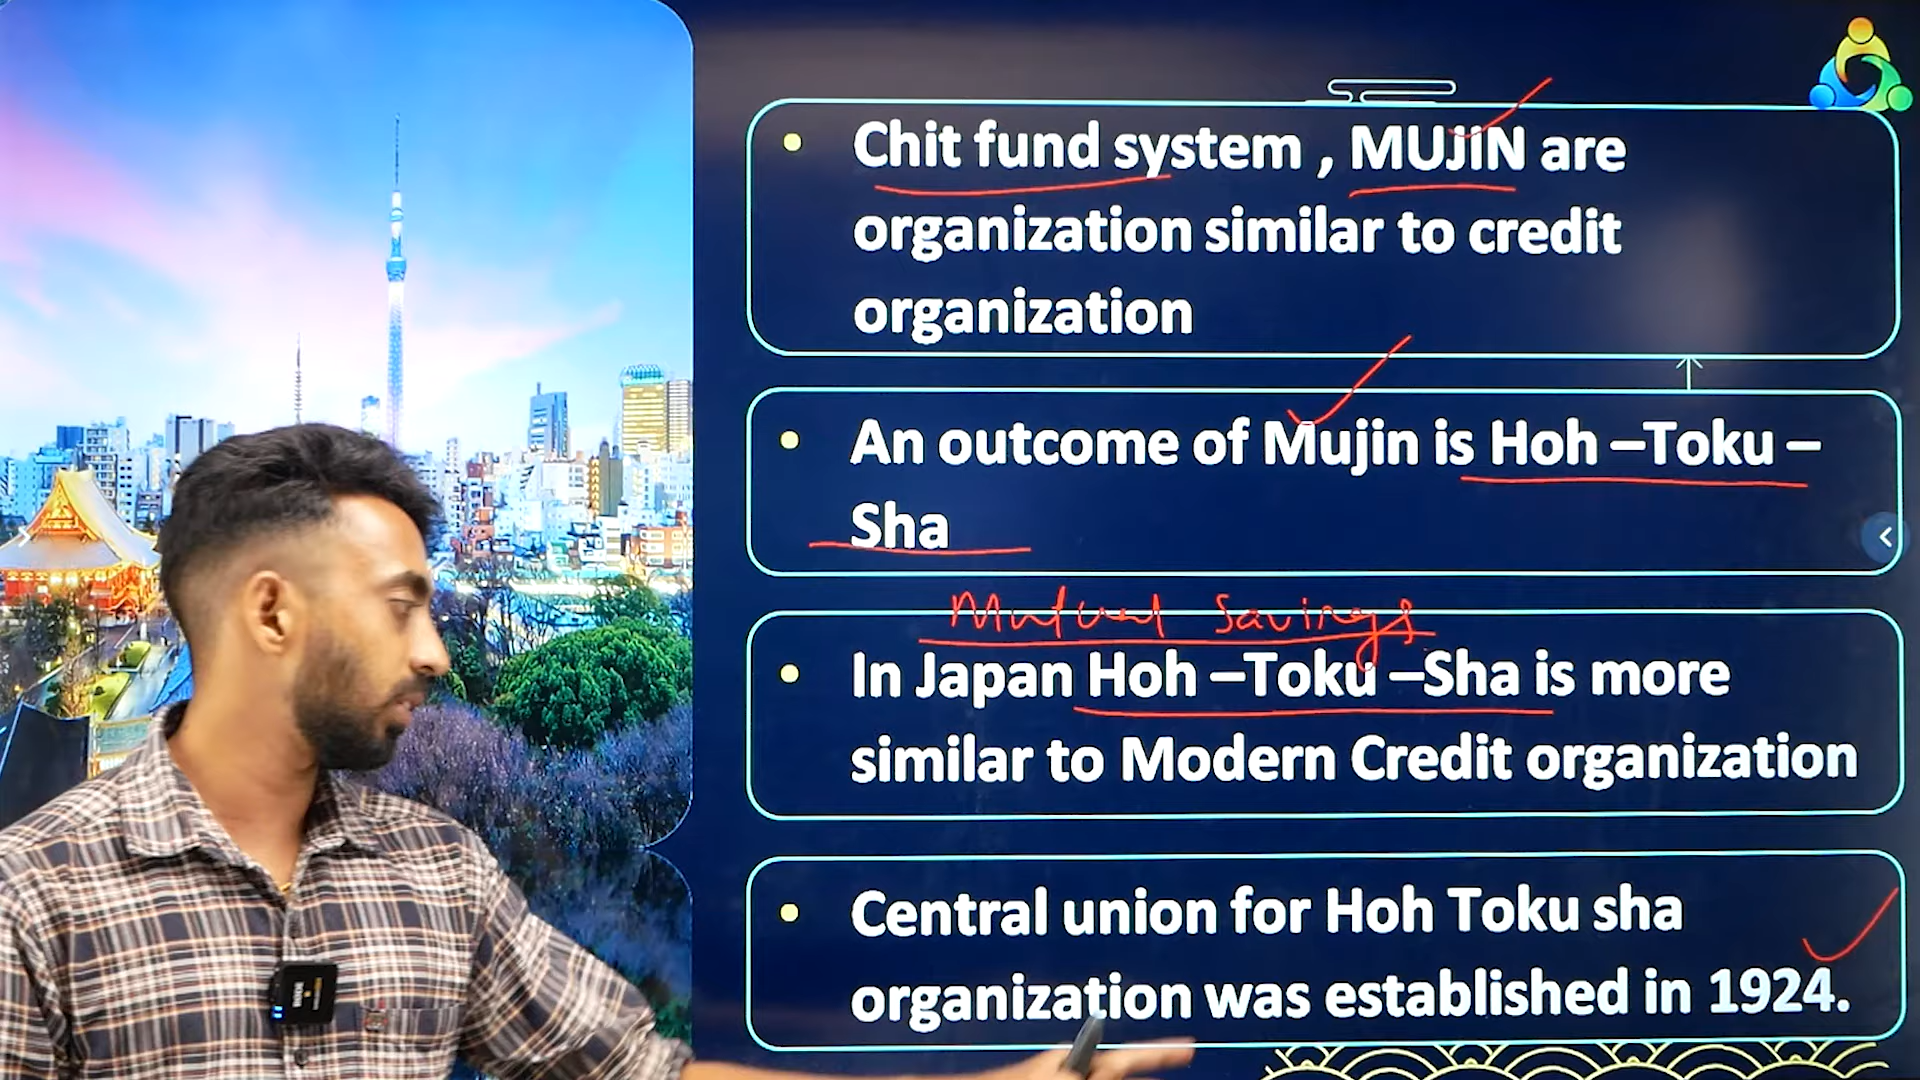 Chit fund system , MUJiN are
organization similar to credit
organization
An outcome of Mujin is Hoh –Toku –
Sha
Mutual Savings
In Japan Hoh –Toku –Sha is more
similar to Modern Credit organization
Central union for Hoh Toku sha
organization was established in 1924.